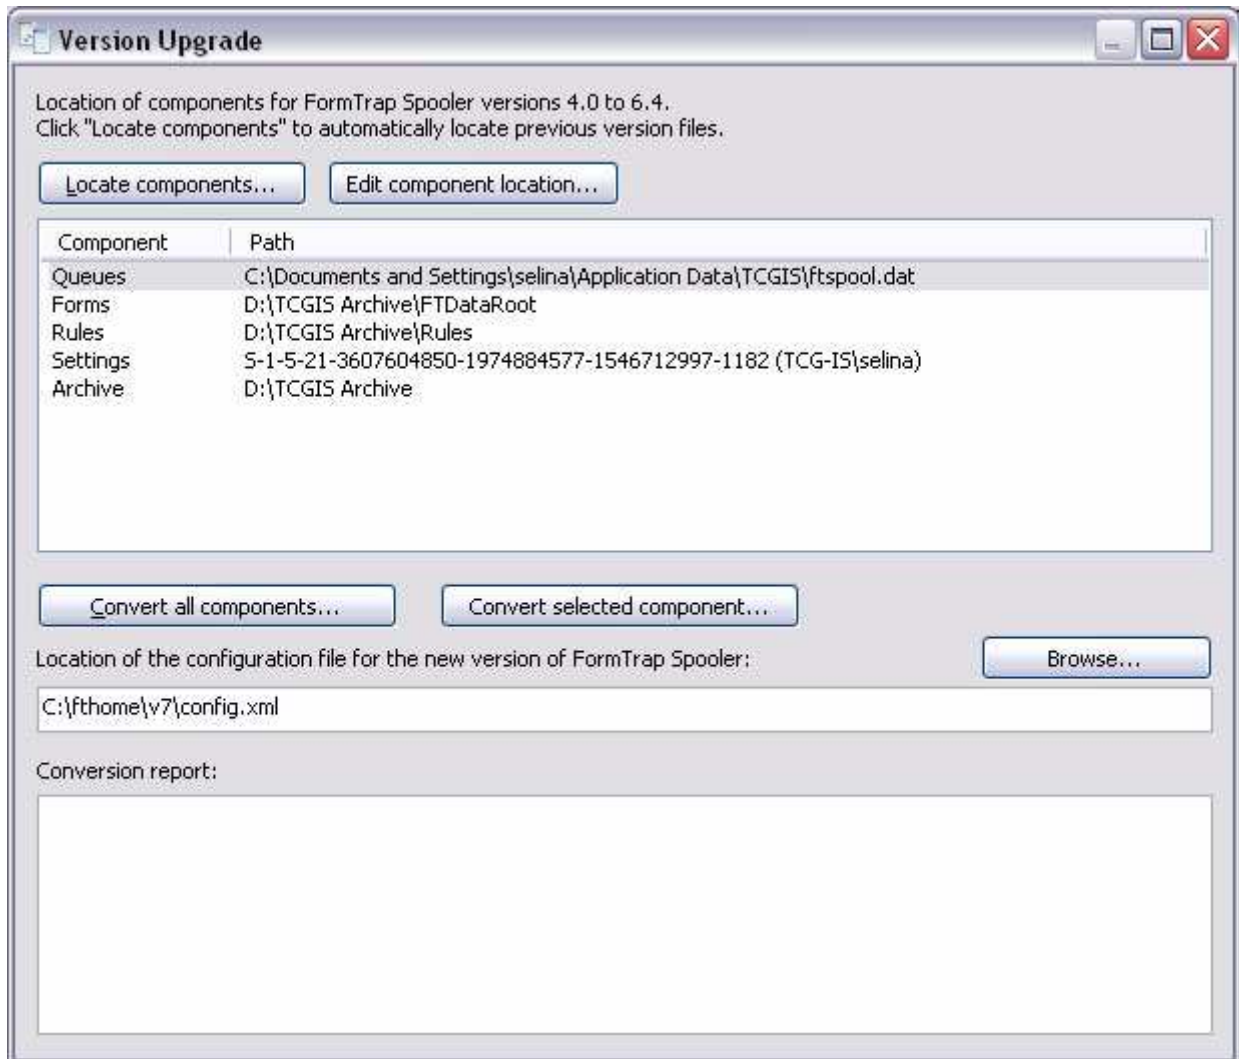 Version Upgrade
Location of components for FormTrap Spooler versions 4.0 to 6.4.
Click "Locate components" to automatically locate previous version files.
Locate components... Edit component location...
Component Path
Queues C:\Documents and Settings\selina\Application Data\TCGIS\ftspool.dat
Forms D:\TCGIS Archive\FTDataRoot
Rules D:\TCGIS Archive\Rules
Settings S-1-5-21-3607604850-1974884577-1546712997-1182 (TCG-IS\selina)
Archive D:\TCGIS Archive
Convert all components... Convert selected component...
Location of the configuration file for the new version of FormTrap Spooler: Browse...
C:\fthome\v7\config.xml
Conversion report: